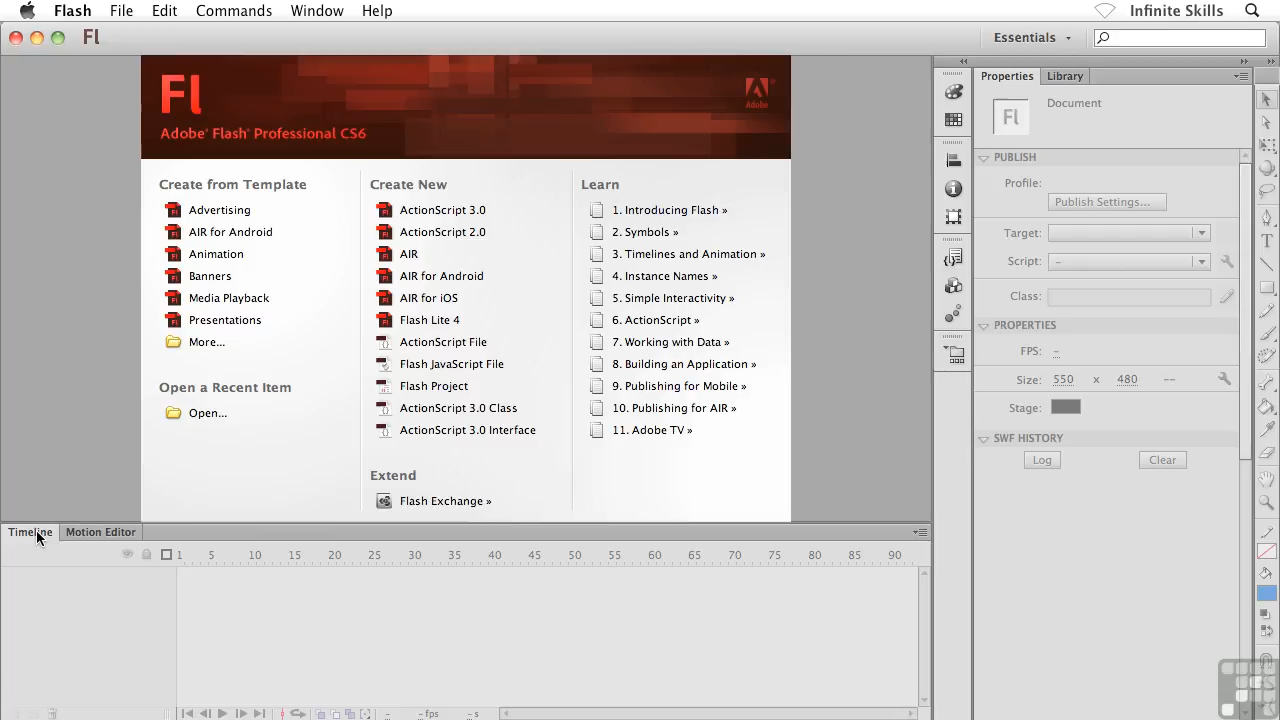 Flash File Edit Commands Window Help Infinite Skills
Fl Essentials
Fl
Adobe
Adobe® Flash® Professional CS6
Create from Template
Advertising
AIR for Android
Animation
Banners
Media Playback
Presentations
More...
Open a Recent Item
Open...
Create New
ActionScript 3.0
ActionScript 2.0
AIR
AIR for Android
AIR for iOS
Flash Lite 4
ActionScript File
Flash JavaScript File
Flash Project
ActionScript 3.0 Class
ActionScript 3.0 Interface
Extend
Flash Exchange »
Learn
1. Introducing Flash »
2. Symbols »
3. Timelines and Animation »
4. Instance Names »
5. Simple Interactivity »
6. ActionScript »
7. Working with Data »
8. Building an Application »
9. Publishing for Mobile »
10. Publishing for AIR »
11. Adobe TV »
Properties Library
Fl Document
PUBLISH
Profile:
Publish Settings...
Target:
Script: –
Class:
PROPERTIES
FPS: --
Size: 550 x 480 --
Stage:
SWF HISTORY
Log Clear
Timeline Motion Editor
1 5 10 15 20 25 30 35 40 45 50 55 60 65 70 75 80 85 90
- - fps - s